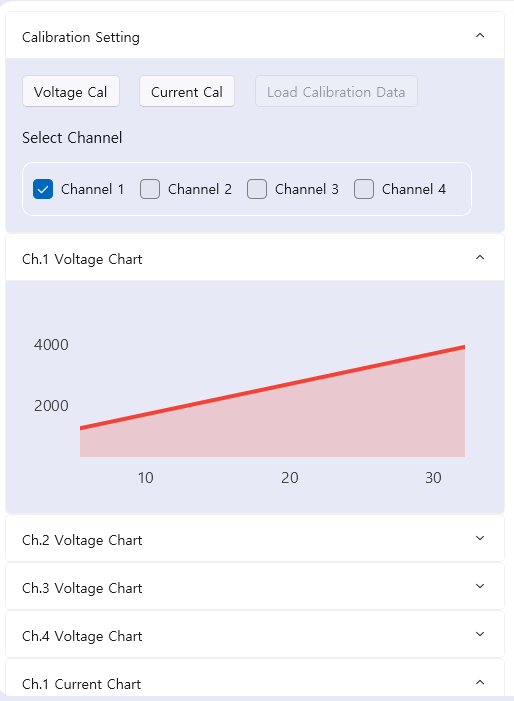 Calibration Setting
Voltage Cal Current Cal Load Calibration Data
Select Channel
Channel 1 Channel 2 Channel 3 Channel 4
Ch.1 Voltage Chart
4000
2000
10 20 30
Ch.2 Voltage Chart
Ch.3 Voltage Chart
Ch.4 Voltage Chart
Ch.1 Current Chart